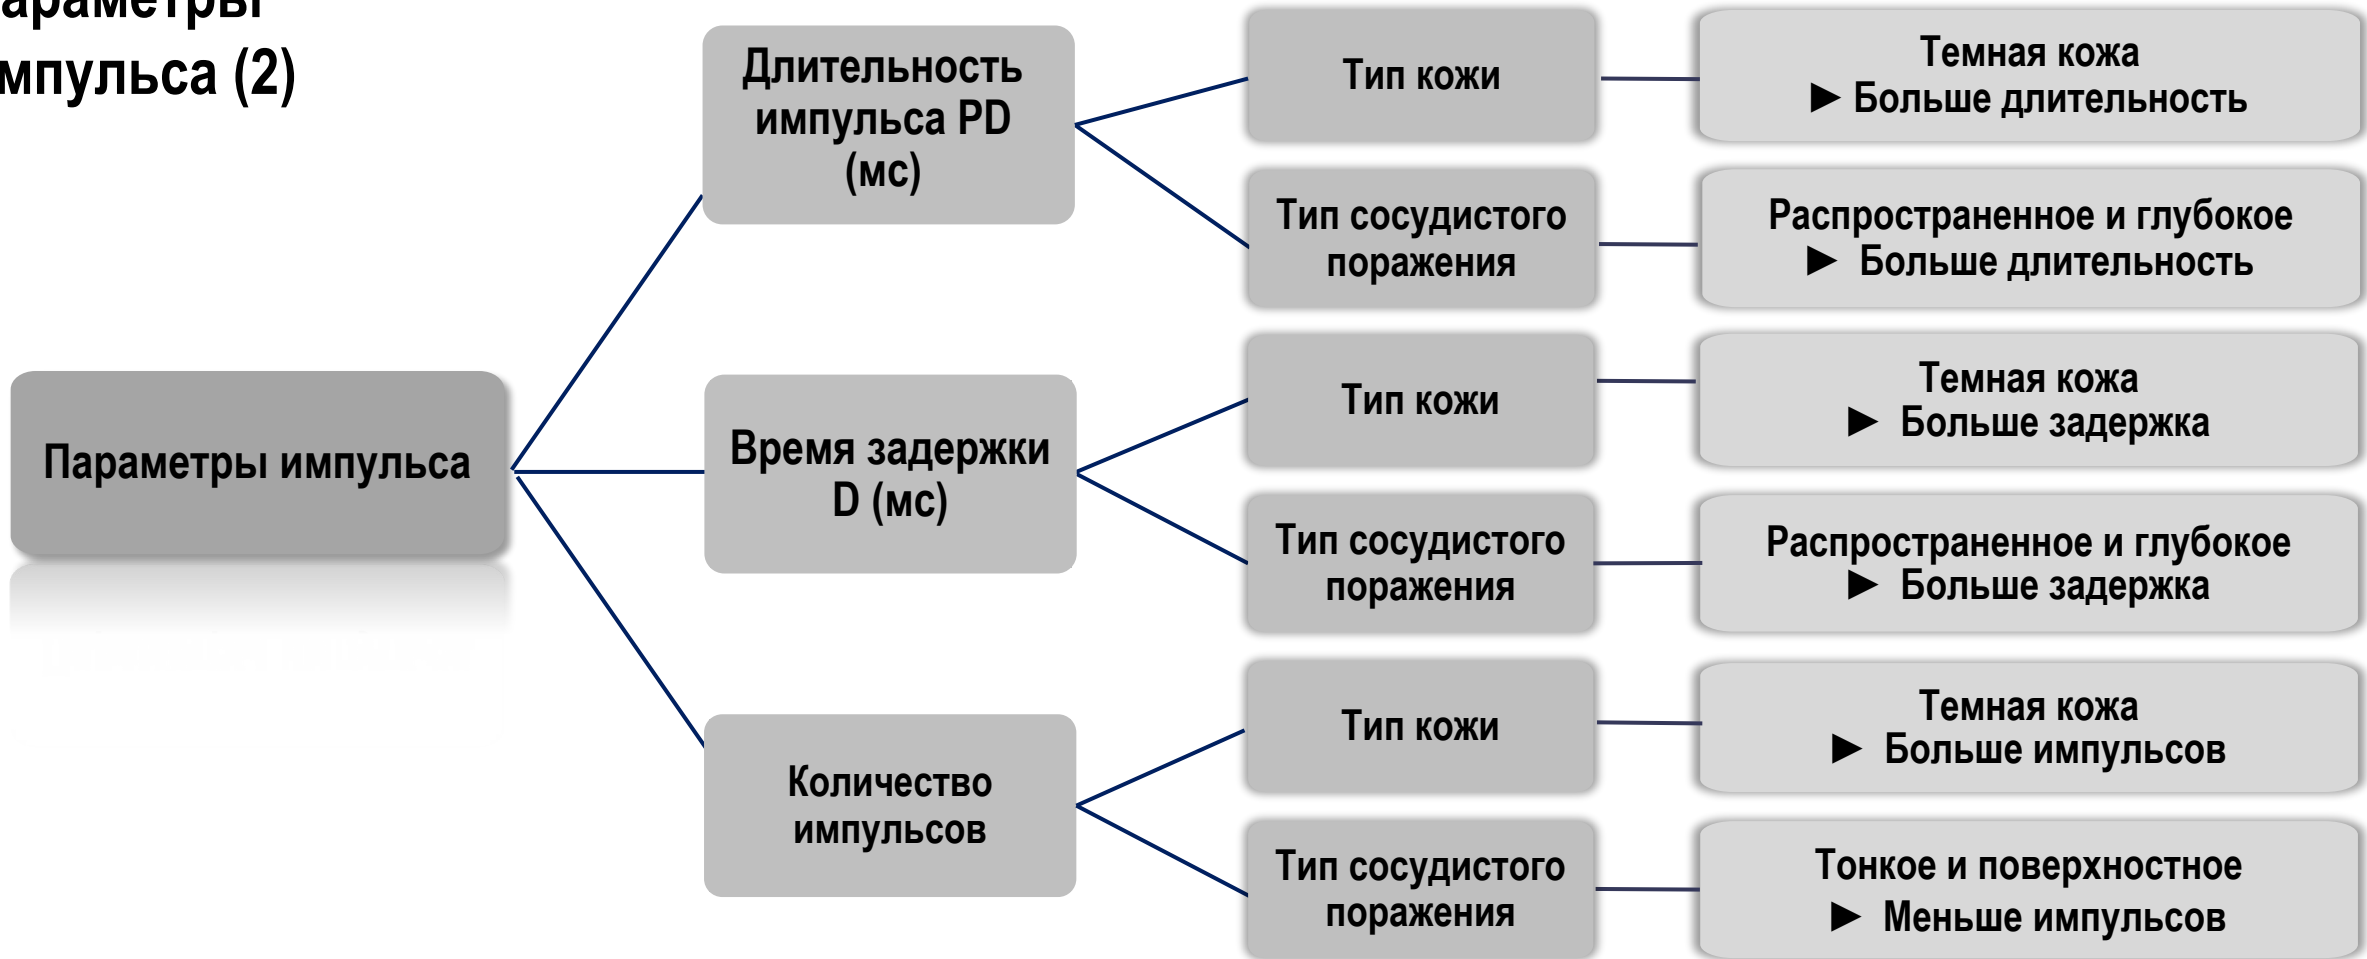 араметры
мпульса (2)
Параметры импульса
Длительность
импульса PD
(мс)
Тип кожи
Темная кожа
► Больше длительность
Тип сосудистого
поражения
Распространенное и глубокое
► Больше длительность
Время задержки
D (мс)
Тип кожи
Темная кожа
► Больше задержка
Тип сосудистого
поражения
Распространенное и глубокое
► Больше задержка
Количество
импульсов
Тип кожи
Темная кожа
► Больше импульсов
Тип сосудистого
поражения
Тонкое и поверхностное
► Меньше импульсов